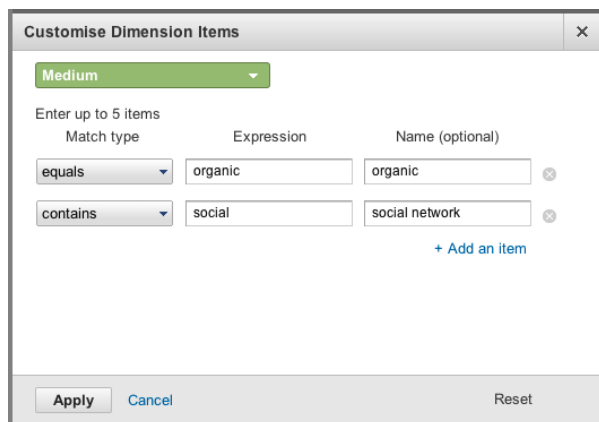 Customise Dimension Items
Medium
Enter up to 5 items
Match type Expression Name (optional)
equals organic organic
contains social social network
+ Add an item
Apply Cancel Reset